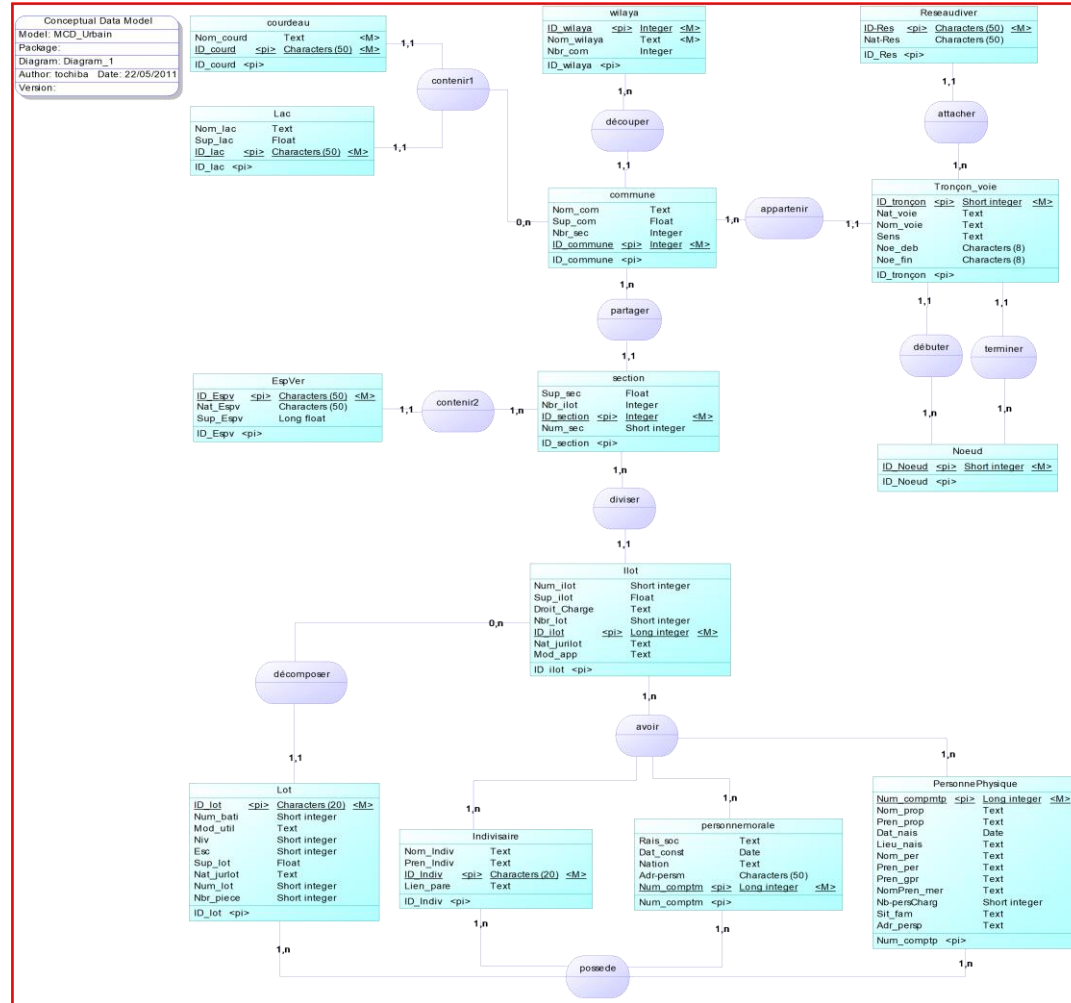 Conceptual Data Model
Model: MCD_Urbain
Package:
Diagram: Diagram_1
Author: tochiba Date: 22/05/2011
Version:
courdeau
Nom_courd Text <M>
ID_courd <pi> Characters (50) <M>
ID_courd <pi>
1,1
contenir1
Lac
Nom_lac Text
Sup_lac Float
ID_lac <pi> Characters (50) <M>
ID_lac <pi>
1,1
0,n
wilaya
ID_wilaya <pi> Integer <M>
Nom_wilaya Text <M>
Nbr_com Integer
ID_wilaya <pi>
1,n
découper
1,1
Reseaudiver
ID-Res <pi> Characters (50) <M>
Nat-Res Characters (50)
ID_Res <pi>
1,1
attacher
1,n
commune
Nom_com Text
Sup_com Float
Nbr_sec Integer
ID_commune <pi> Integer <M>
ID_commune <pi>
1,n
appartenir
1,1
Tronçon_voie
ID_tronçon <pi> Short integer <M>
Nat_voie Text
Nom_voie Text
Sens Text
Noe_deb Characters (8)
Noe_fin Characters (8)
ID_tronçon <pi>
1,n
partager
1,1
1,1
1,1
débuter
terminer
1,n
1,n
Noeud
ID_Noeud <pi> Short integer <M>
ID_Noeud <pi>
EspVer
ID_Espv <pi> Characters (50) <M>
Nat_Espv Characters (50)
Sup_Espv Long float
ID_Espv <pi>
1,1
contenir2
1,n
section
Sup_sec Float
Nbr_ilot Integer
ID_section <pi> Integer <M>
Num_sec Short integer
ID_section <pi>
1,n
diviser
1,1
Ilot
Num_ilot Short integer
Sup_ilot Float
Droit_Charge Text
Nbr_lot Short integer
ID_ilot <pi> Long integer <M>
Nat_jurilot Text
Mod_app Text
ID_ilot <pi>
0,n
décomposer
1,1
1,n
avoir
1,n
1,n
1,n
Lot
ID_lot <pi> Characters (20) <M>
Num_bati Short integer
Mod_util Text
Niv Short integer
Esc Short integer
Sup_lot Float
Nat_jurlot Text
Num_lot Short integer
Nbr_piece Short integer
ID_lot <pi>
Indivisaire
Nom_Indiv Text
Pren_Indiv Text
ID_Indiv <pi> Characters (20) <M>
Lien_pare Text
ID_Indiv <pi>
personnemorale
Rais_soc Text
Dat_const Date
Nation Text
Adr-persm Characters (50)
Num_comptm <pi> Long integer <M>
Num_comptm <pi>
PersonnePhysique
Num_compmtp <pi> Long integer <M>
Nom_prop Text
Pren_prop Text
Dat_nais Date
Lieu_nais Text
Nom_per Text
Pren_per Text
Pren_gpr Text
NomPren_mer Text
Nb-persCharg Short integer
Sit_fam Text
Adr_persp Text
Num_comptp <pi>
1,n
1,n
1,n
1,n
possede